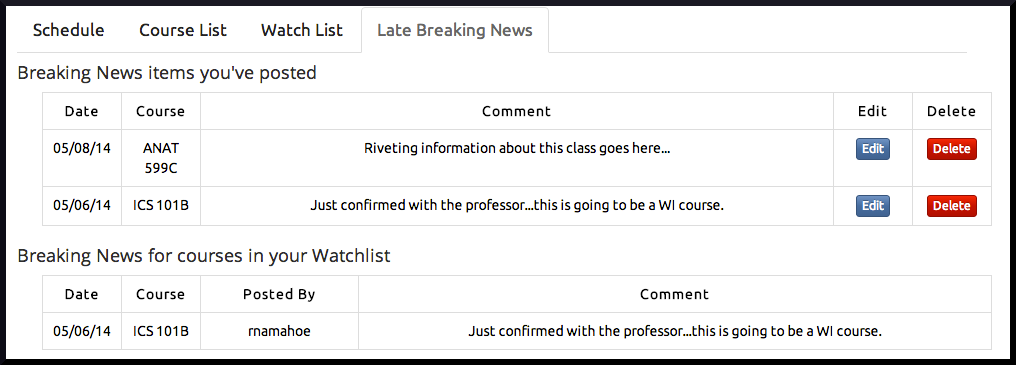 Schedule Course List Watch List Late Breaking News
Breaking News items you've posted
Date Course Comment Edit Delete
05/08/14 ANAT 599C Riveting information about this class goes here... Edit Delete
05/06/14 ICS 101B Just confirmed with the professor...this is going to be a WI course. Edit Delete
Breaking News for courses in your Watchlist
Date Course Posted By Comment
05/06/14 ICS 101B rnamahoe Just confirmed with the professor...this is going to be a WI course.